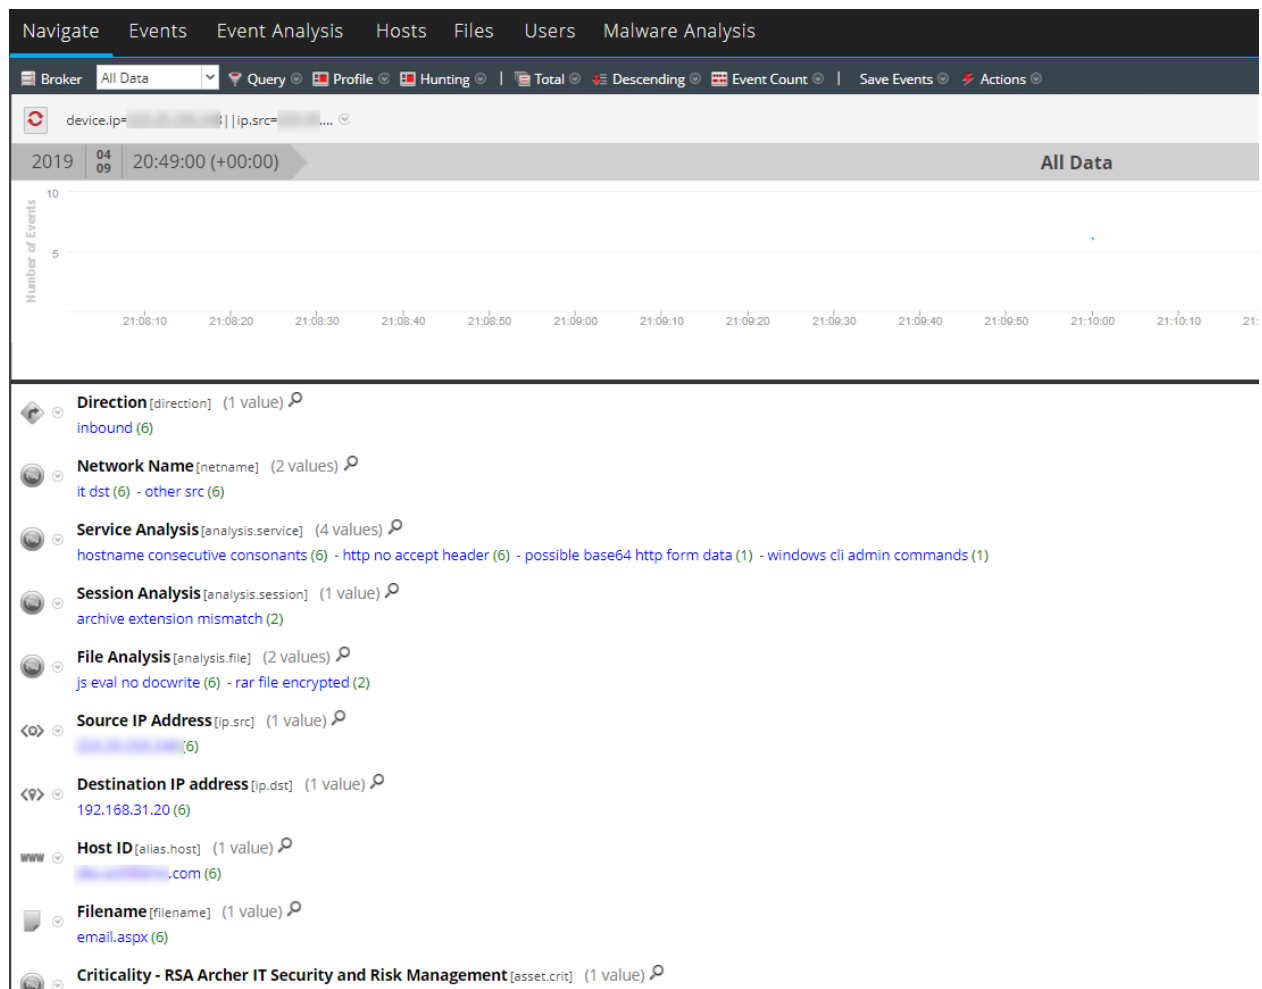 Navigate Events Event Analysis Hosts Files Users Malware Analysis
Broker All Data Query Profile Hunting | Total Descending Event Count | Save Events Actions
device.ip= ||ip.src= ....
2019 04 09 20:49:00 (+00:00) All Data
10
Number of Events
5
21:08:10 21:08:20 21:08:30 21:08:40 21:08:50 21:09:00 21:09:10 21:09:20 21:09:30 21:09:40 21:09:50 21:10:00 21:10:10 21:
Direction [direction] (1 value)
inbound (6)
Network Name [netname] (2 values)
it dst (6) - other src (6)
Service Analysis [analysis.service] (4 values)
hostname consecutive consonants (6) - http no accept header (6) - possible base64 http form data (1) - windows cli admin commands (1)
Session Analysis [analysis.session] (1 value)
archive extension mismatch (2)
File Analysis [analysis.file] (2 values)
js eval no docwrite (6) - rar file encrypted (2)
Source IP Address [ip.src] (1 value)
(6)
Destination IP address [ip.dst] (1 value)
192.168.31.20 (6)
www Host ID [alias.host] (1 value)
.com (6)
Filename [filename] (1 value)
email.aspx (6)
Criticality - RSA Archer IT Security and Risk Management [asset.crit] (1 value)